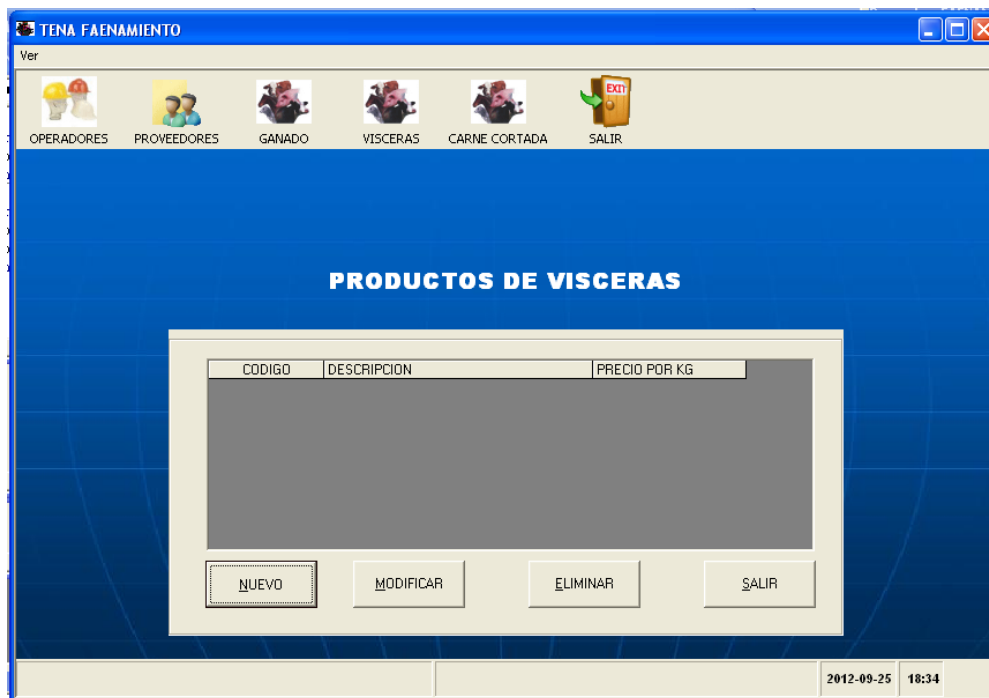 TENA FAENAMIENTO
Ver
EXIT
OPERADORES PROVEEDORES GANADO VISCERAS CARNE CORTADA SALIR
PRODUCTOS DE VISCERAS
CODIGO DESCRIPCION PRECIO POR KG
NUEVO MODIFICAR ELIMINAR SALIR
2012-09-25 18:34